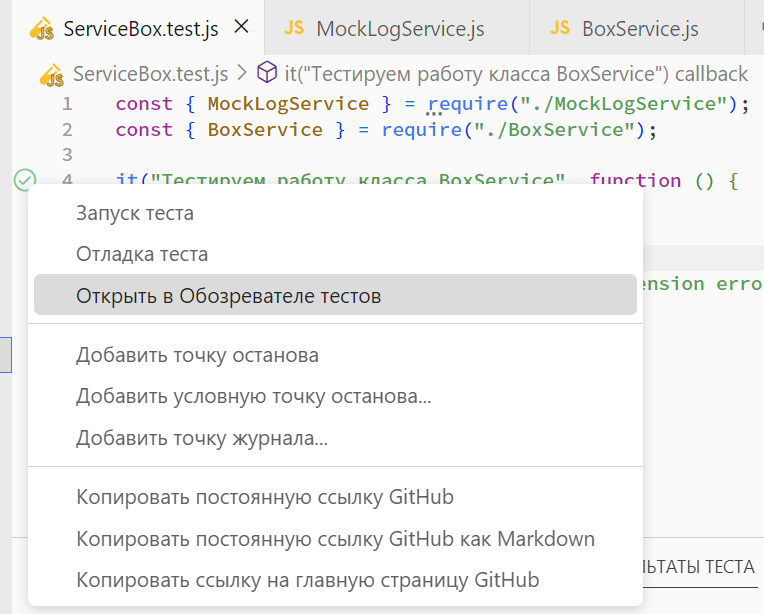 ServiceBox.test.js
JS MockLogService.js
JS BoxService.js
ServiceBox.test.js > it("Тестируем работу класса BoxService") callback
1 const { MockLogService } = require("./MockLogService");
2 const { BoxService } = require("./BoxService");
3
4 it("Тестируем работу класса BoxService", function () {
Запуск теста
Отладка теста
Открыть в Обозревателе тестов
Добавить точку останова
Добавить условную точку останова...
Добавить точку журнала...
Копировать постоянную ссылку GitHub
Копировать постоянную ссылку GitHub как Markdown
Копировать ссылку на главную страницу GitHub
ТЕСТА